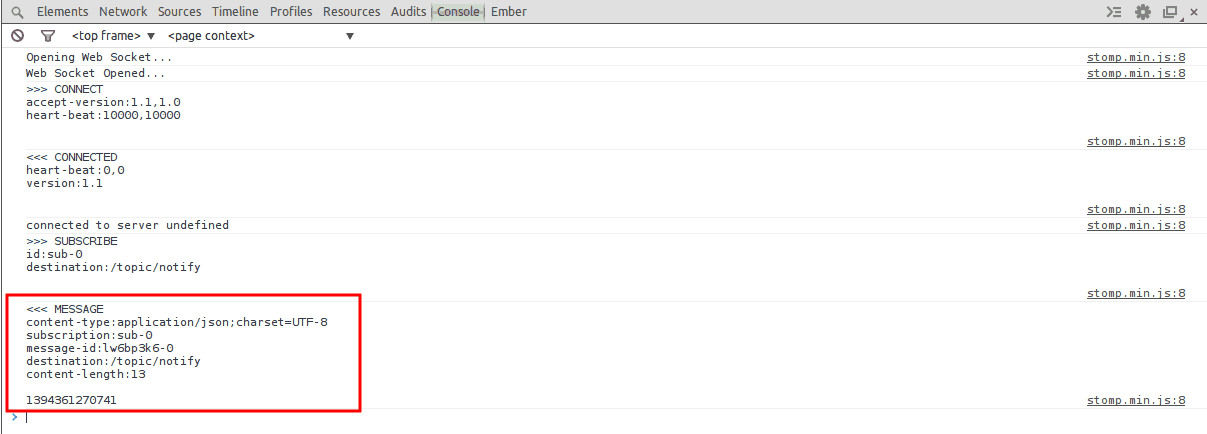 Elements Network Sources Timeline Profiles Resources Audits Console Ember
<top frame> ▼ <page context> ▼
Opening Web Socket... stomp.min.js:8
Web Socket Opened... stomp.min.js:8
>>> CONNECT
accept-version:1.1,1.0
heart-beat:10000,10000
stomp.min.js:8
<<< CONNECTED
heart-beat:0,0
version:1.1
stomp.min.js:8
connected to server undefined stomp.min.js:8
>>> SUBSCRIBE
id:sub-0
destination:/topic/notify
stomp.min.js:8
<<< MESSAGE
content-type:application/json;charset=UTF-8
subscription:sub-0
message-id:lw6bp3k6-0
destination:/topic/notify
content-length:13
1394361270741 stomp.min.js:8
>